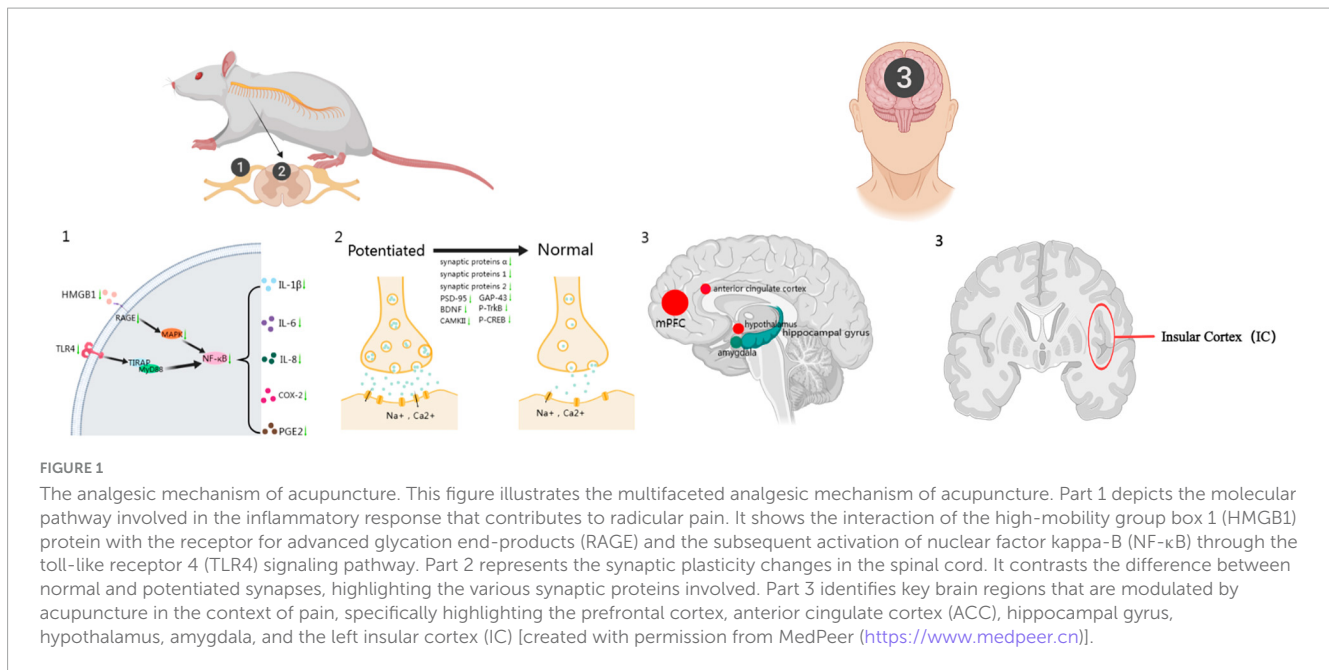 3
1
2
1
HMGB1↓
RAGE↓
MAPK↓
TLR4↓
TIRAP
MyD88
NF-κB↓
IL-1β↓
IL-6↓
IL-8↓
COX-2↓
PGE2↓
2
Potentiated
Normal
synaptic proteins α↓
synaptic proteins 1↓
synaptic proteins 2↓
PSD-95↓ GAP-43↓
BDNF↓ P-TrkB↓
CAMKII↓ P-CREB↓
Na+ , Ca2+
Na+ , Ca2+
3
anterior cingulate cortex
mPFC
hypothalamus
hippocampal gyrus
amygdala
3
Insular Cortex (IC)
FIGURE 1
The analgesic mechanism of acupuncture. This figure illustrates the multifaceted analgesic mechanism of acupuncture. Part 1 depicts the molecular
pathway involved in the inflammatory response that contributes to radicular pain. It shows the interaction of the high-mobility group box 1 (HMGB1)
protein with the receptor for advanced glycation end-products (RAGE) and the subsequent activation of nuclear factor kappa-B (NF-κB) through the
toll-like receptor 4 (TLR4) signaling pathway. Part 2 represents the synaptic plasticity changes in the spinal cord. It contrasts the difference between
normal and potentiated synapses, highlighting the various synaptic proteins involved. Part 3 identifies key brain regions that are modulated by
acupuncture in the context of pain, specifically highlighting the prefrontal cortex, anterior cingulate cortex (ACC), hippocampal gyrus,
hypothalamus, amygdala, and the left insular cortex (IC) [created with permission from MedPeer (https://www.medpeer.cn)].